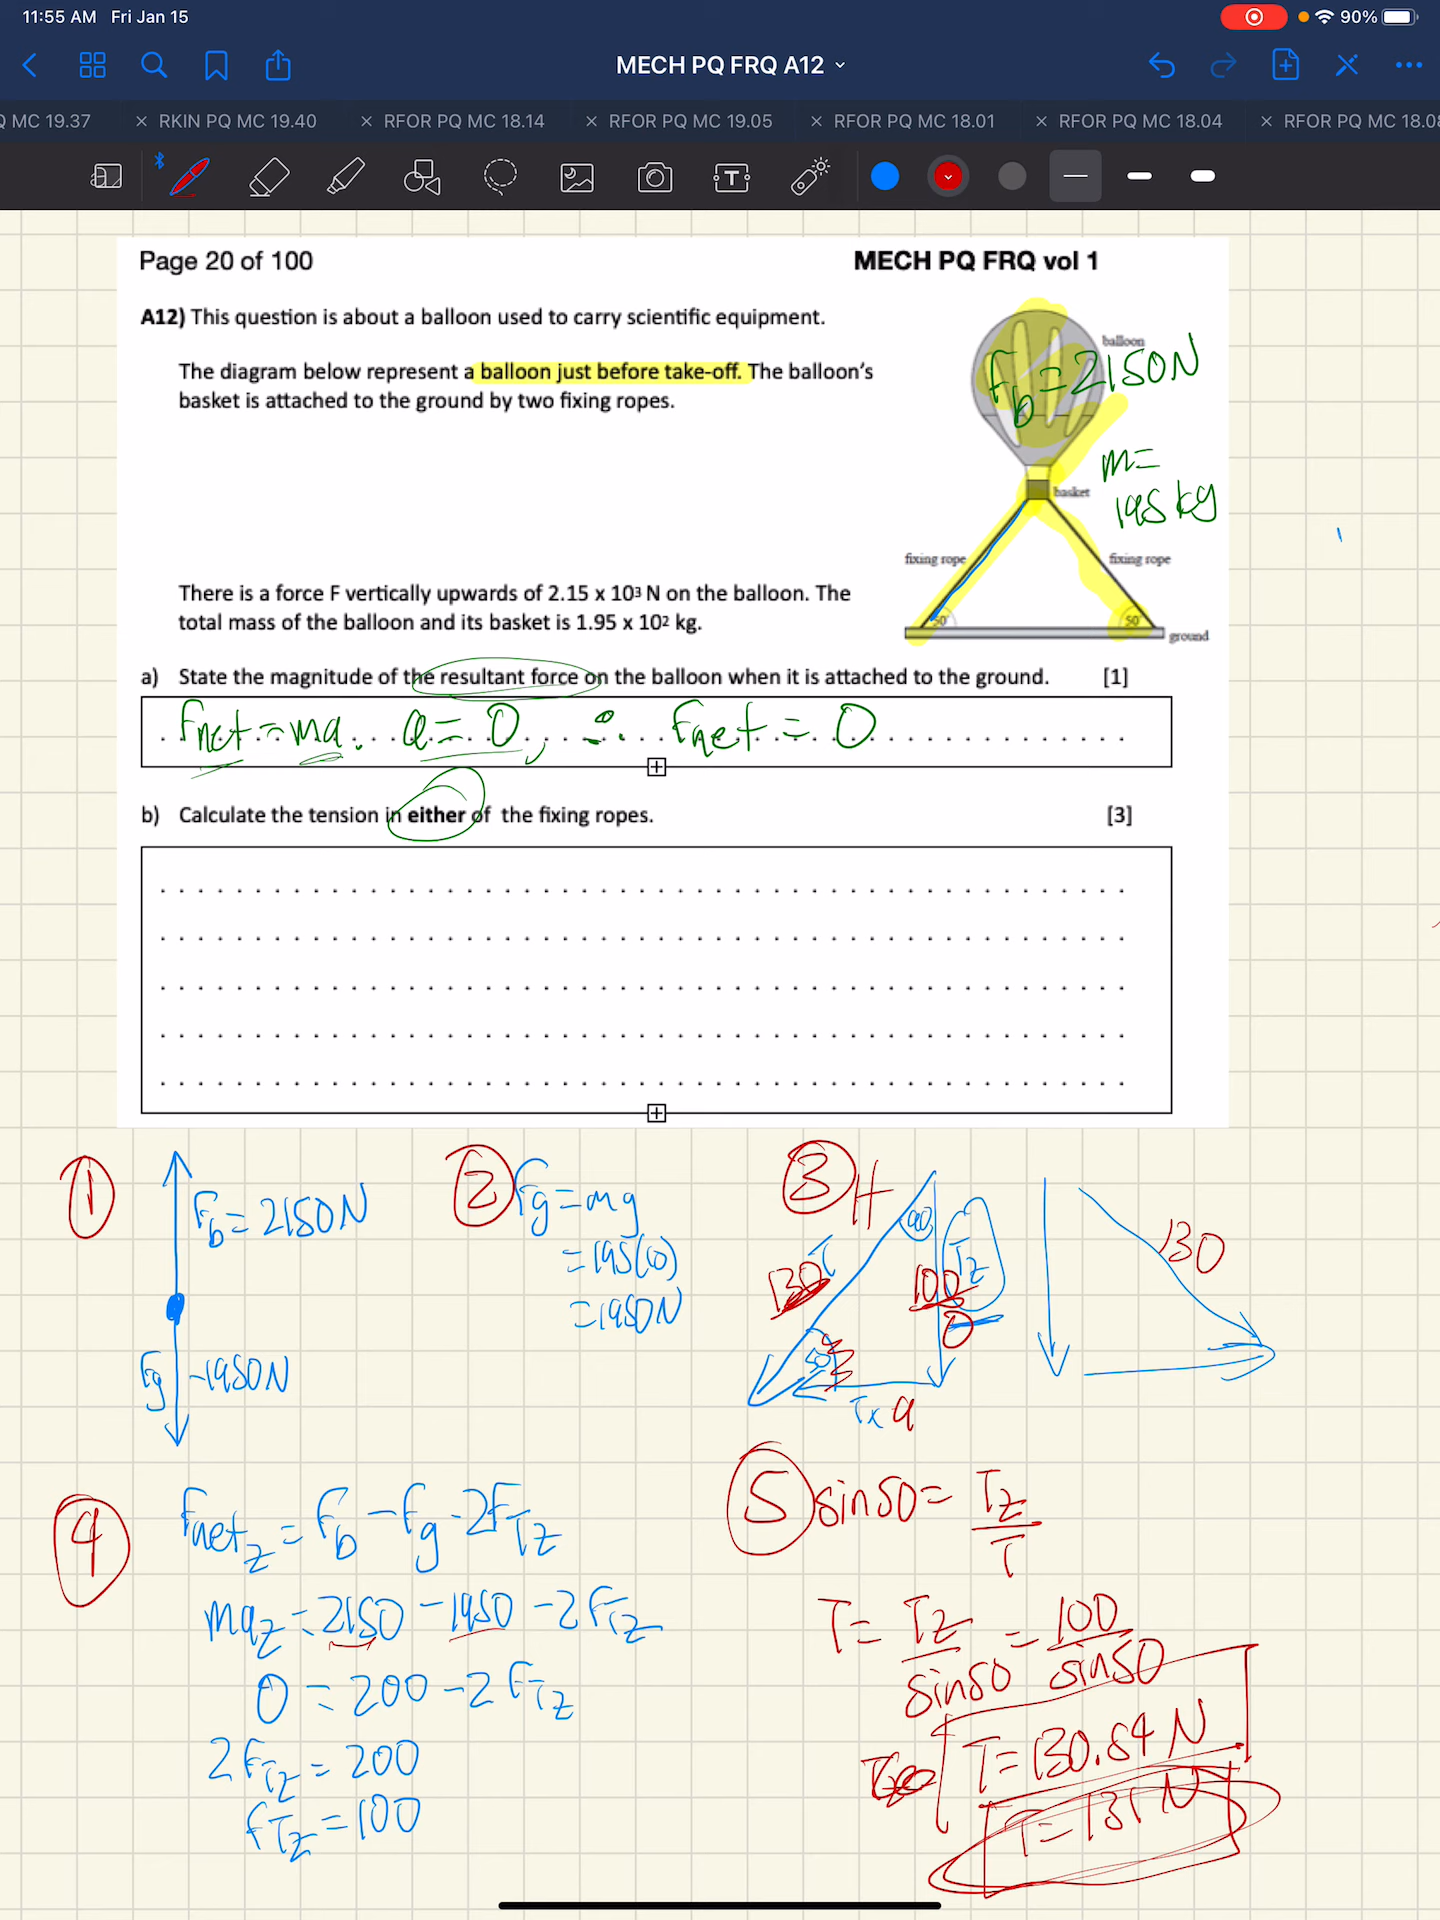 11:55 AM Fri Jan 15
90%
MECH PQ FRQ A12
Q MC 19.37
× RKIN PQ MC 19.40
× RFOR PQ MC 18.14
× RFOR PQ MC 19.05
× RFOR PQ MC 18.01
× RFOR PQ MC 18.04
× RFOR PQ MC 18.08
Page 20 of 100
MECH PQ FRQ vol 1
A12) This question is about a balloon used to carry scientific equipment.
The diagram below represent a balloon just before take-off. The balloon's
basket is attached to the ground by two fixing ropes.
balloon
Fb = 2150N
m=
195 kg
basket
fixing rope
fixing rope
50°
50°
ground
There is a force F vertically upwards of 2.15 x 10³ N on the balloon. The
total mass of the balloon and its basket is 1.95 x 10² kg.
a) State the magnitude of the resultant force on the balloon when it is attached to the ground. [1]
Fnet = ma. a = 0, ∴ Fnet = 0
b) Calculate the tension in either of the fixing ropes. [3]
1
Fb = 2150N
Fg -1950N
2
Fg = mg
= 195(10)
= 1950N
3
H
T
130
50
40
Tz
100
O
Tx a
130
4
Fnetz = Fb - Fg - 2FTz
maz = 2150 - 1950 - 2FTz
0 = 200 - 2FTz
2FTz = 200
FTz = 100
5
sin50 = Tz/T
T = Tz/sin50 = 100/sin50
T = 130.54 N
T = 131 N